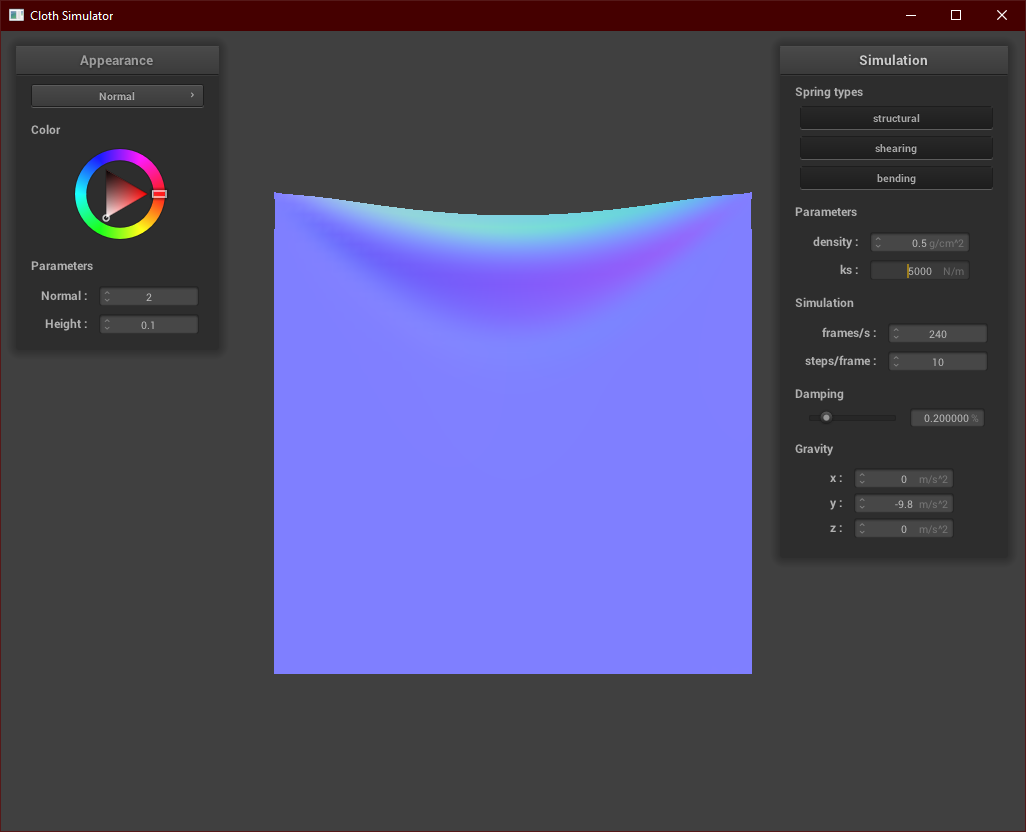 Cloth Simulator
Appearance
Normal
Color
Parameters
Normal : 2
Height : 0.1
Simulation
Spring types
structural
shearing
bending
Parameters
density : 0.5 g/cm^2
ks : 5000 N/m
Simulation
frames/s : 240
steps/frame : 10
Damping
0.200000 %
Gravity
x : 0 m/s^2
y : -9.8 m/s^2
z : 0 m/s^2